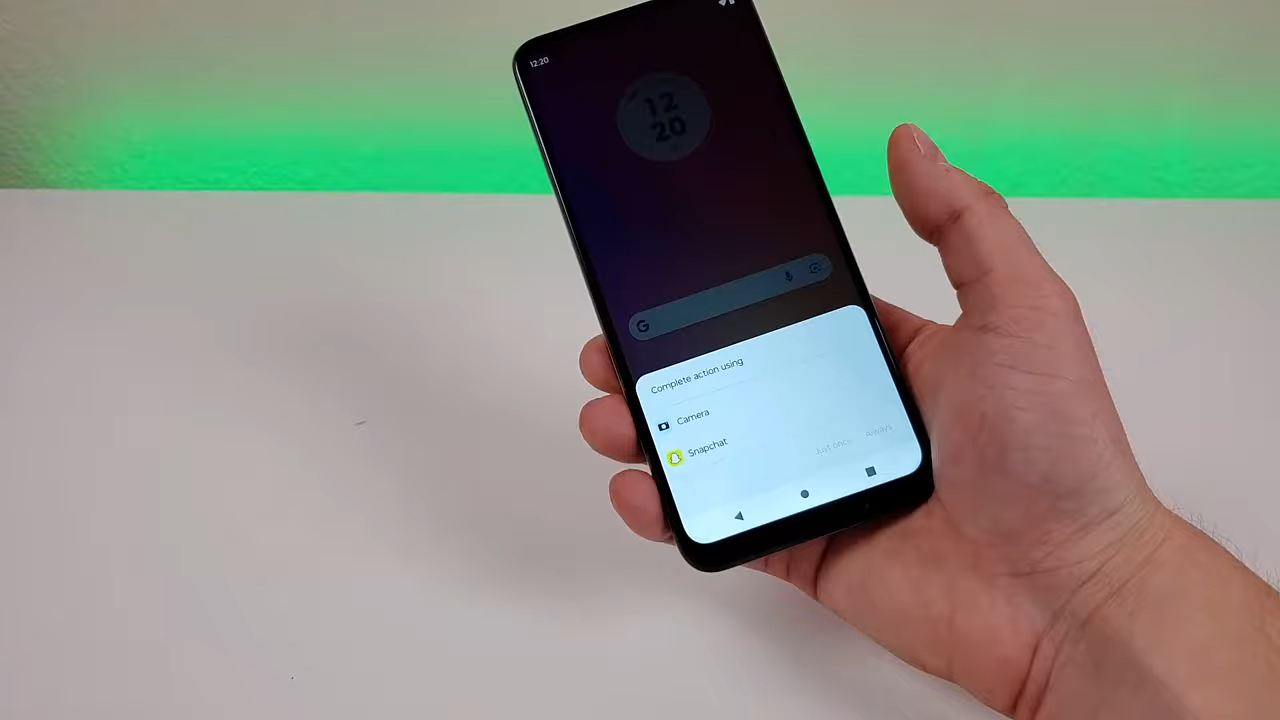 12:20
12
20
G
Complete action using
Camera
Snapchat
Just once
Always